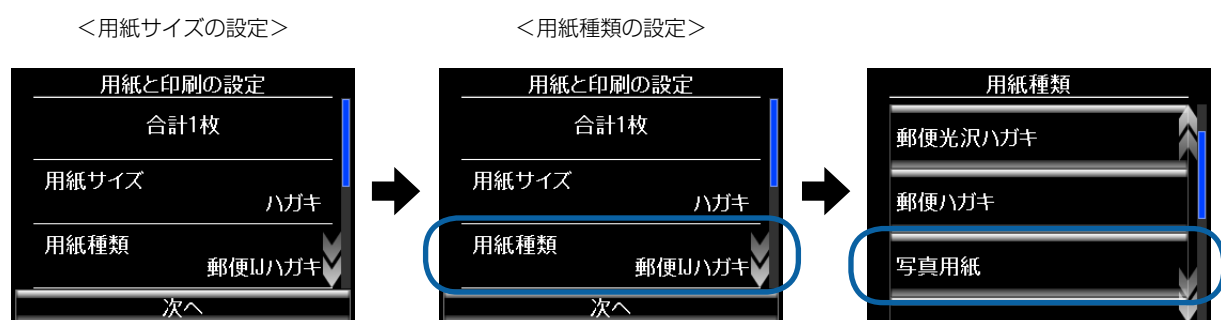 ＜用紙サイズの設定＞
＜用紙種類の設定＞
用紙と印刷の設定
合計1枚
用紙サイズ
ハガキ
用紙種類
郵便IJハガキ
次へ
用紙と印刷の設定
合計1枚
用紙サイズ
ハガキ
用紙種類
郵便IJハガキ
次へ
用紙種類
郵便光沢ハガキ
郵便ハガキ
写真用紙